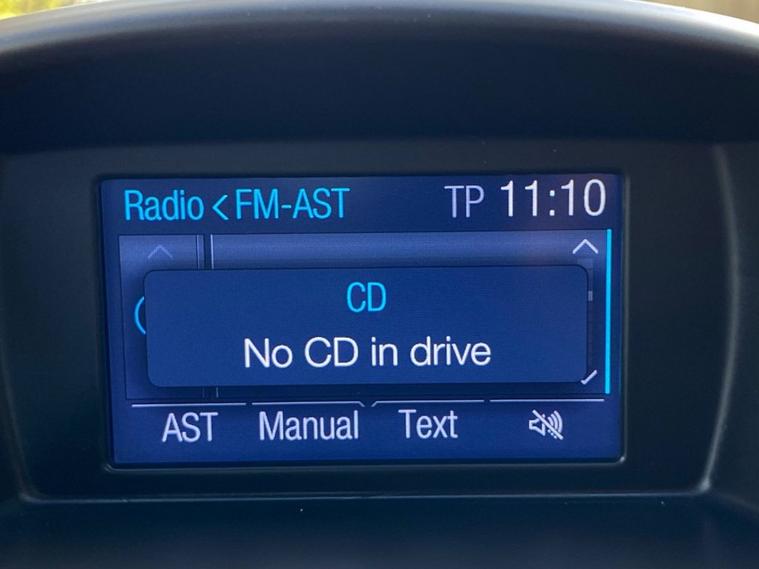 Radio < FM-AST TP 11:10
CD
No CD in drive
AST Manual Text